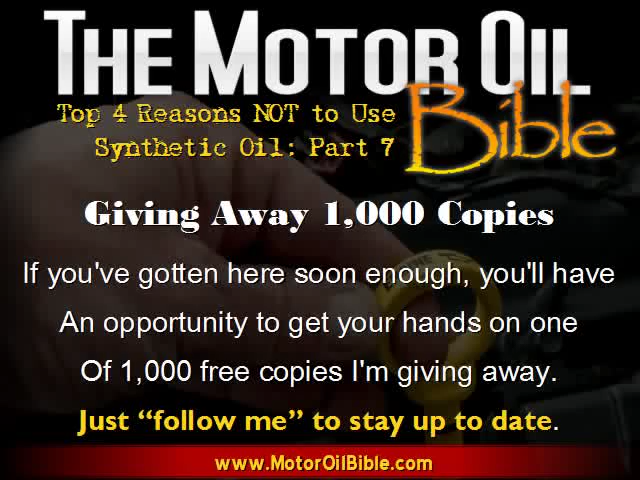 THE MOTOR OIL
Bible
Top 4 Reasons NOT to Use
Synthetic Oil: Part 7
Giving Away 1,000 Copies
If you've gotten here soon enough, you'll have
An opportunity to get your hands on one
Of 1,000 free copies I'm giving away.
Just “follow me” to stay up to date.
www.MotorOilBible.com